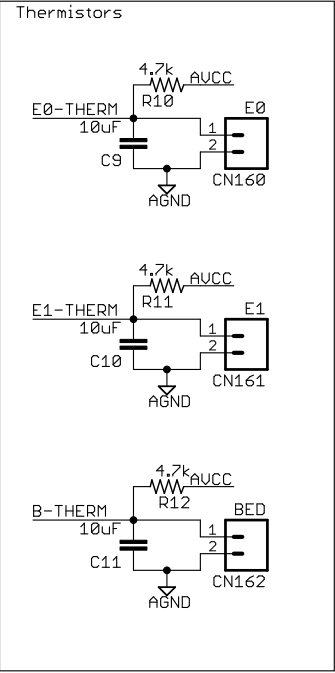 Thermistors
4.7k
AVCC
R10
E0-THERM
E0
10uF
1
2
C9
CN160
AGND
4.7k
AVCC
R11
E1-THERM
E1
10uF
1
2
C10
CN161
AGND
4.7k
AVCC
R12
B-THERM
BED
10uF
1
2
C11
CN162
AGND